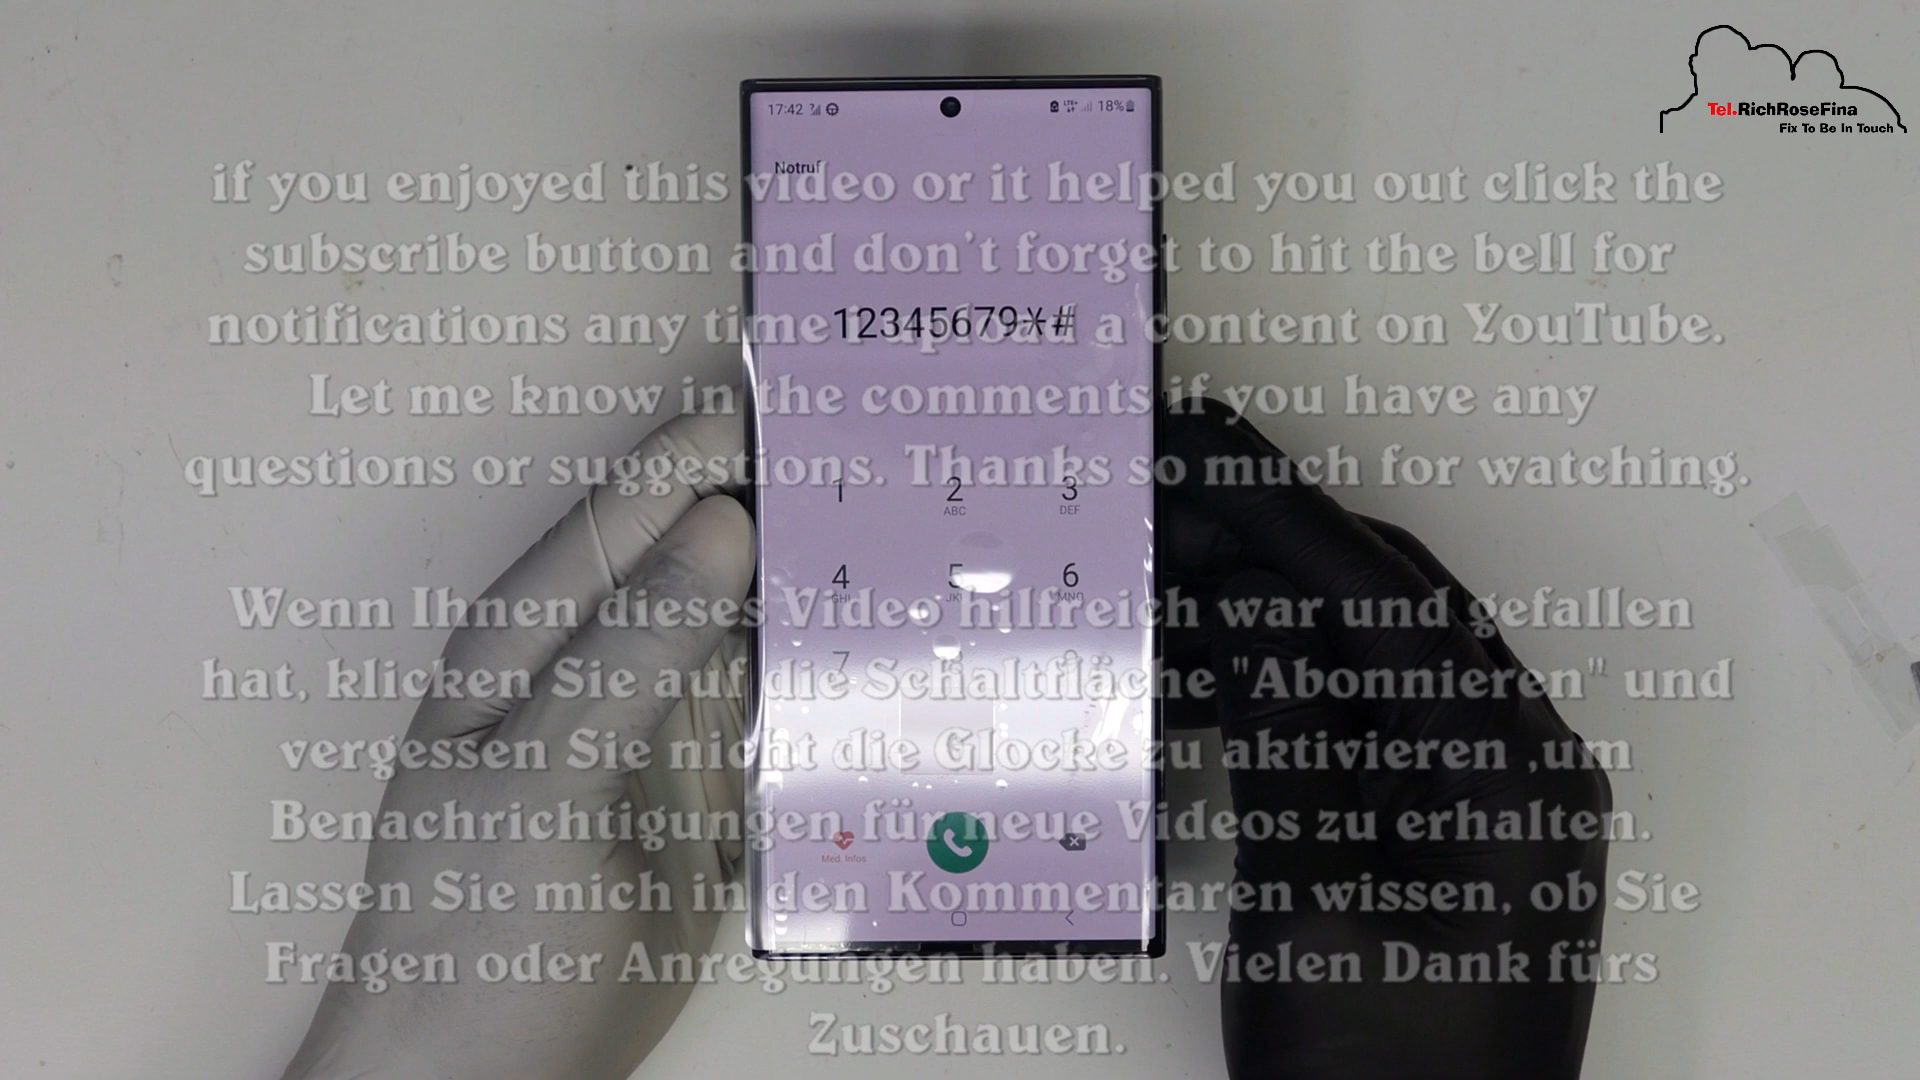 Tel.RichRoseFina
Fix To Be In Touch
17:42
LTE+
18%
Notruf
if you enjoyed this video or it helped you out click the
subscribe button and don't forget to hit the bell for
12345679*#
notifications any time i upload a content on YouTube.
Let me know in the comments if you have any
questions or suggestions. Thanks so much for watching.
1 2 3
ABC DEF
4 5 6
GHI JKL MNO
Wenn Ihnen dieses Video hilfreich war und gefallen
7 8 9
hat, klicken Sie auf die Schaltfläche "Abonnieren" und
vergessen Sie nicht die Glocke zu aktivieren ,um
Benachrichtigungen für neue Videos zu erhalten.
Med. Infos
Lassen Sie mich in den Kommentaren wissen, ob Sie
Fragen oder Anregungen haben. Vielen Dank fürs
Zuschauen.